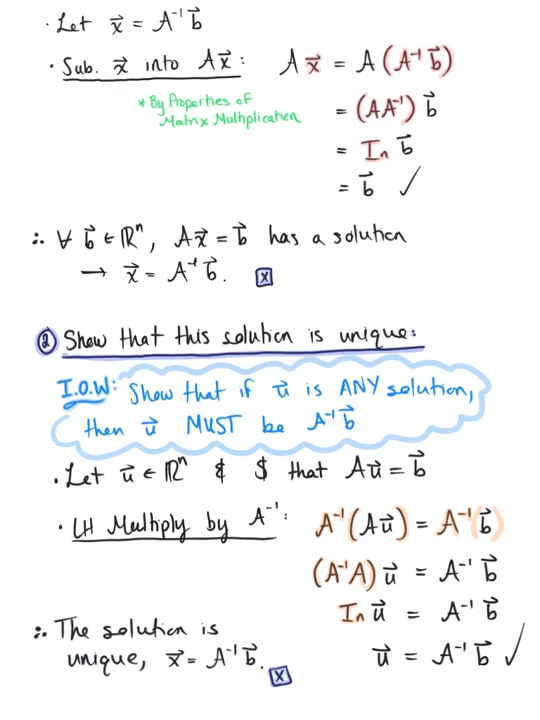 · Let x⃗ = A⁻¹b⃗
· Sub. x⃗ into Ax⃗: Ax⃗ = A(A⁻¹b⃗)
* By Properties of
Matrix Multiplication
= (AA⁻¹)b⃗
= In b⃗
= b⃗ ✓
∴ ∀ b⃗ ∈ ℝⁿ, Ax⃗ = b⃗ has a solution
→ x⃗ = A⁻¹b⃗. ☒
② Show that this solution is unique:
I.O.W: Show that if u⃗ is ANY solution,
then u⃗ MUST be A⁻¹b⃗
· Let u⃗ ∈ ℝⁿ & $ that Au⃗ = b⃗
· LH Multiply by A⁻¹: A⁻¹(Au⃗) = A⁻¹(b⃗)
(A⁻¹A)u⃗ = A⁻¹b⃗
In u⃗ = A⁻¹b⃗
u⃗ = A⁻¹b⃗ ✓
∴ The solution is
unique, x⃗ = A⁻¹b⃗. ☒